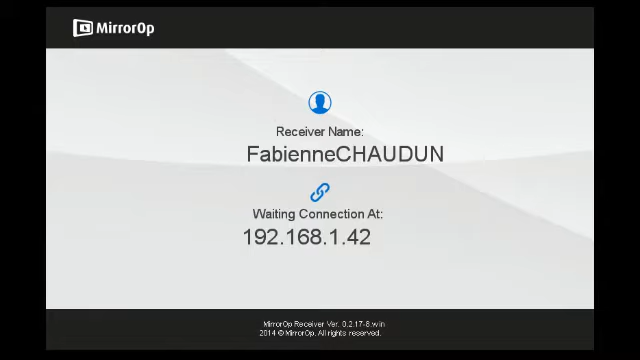 MirrorOp
Receiver Name:
FabienneCHAUDUN
Waiting Connection At:
192.168.1.42
MirrorOp Receiver Ver. 0.2.17-8.win
2014 © MirrorOp. All rights reserved.